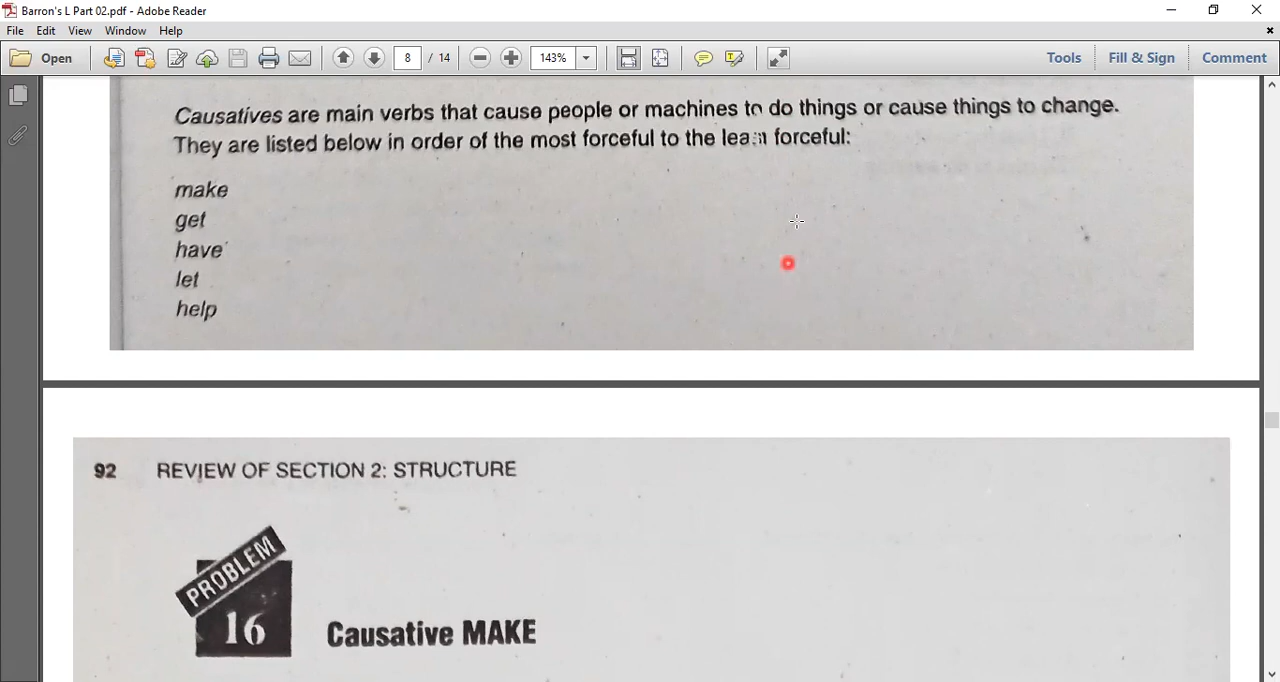 Barron's L Part 02.pdf - Adobe Reader
File Edit View Window Help
Open 8 / 14 143% Tools Fill & Sign Comment
Causatives are main verbs that cause people or machines to do things or cause things to change.
They are listed below in order of the most forceful to the least forceful:
make
get
have
let
help
92 REVIEW OF SECTION 2: STRUCTURE
PROBLEM
16
Causative MAKE